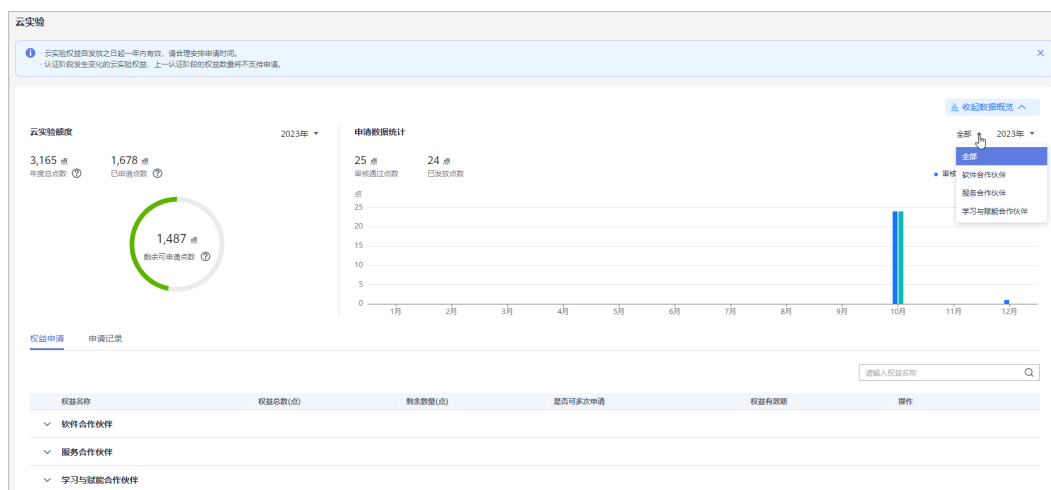 云实验
· 云实验权益自发放之日起一年内有效，请合理安排申请时间。
· 认证阶段发生变化的云实验权益，上一认证阶段的权益数量将不支持申请。
收起数据概览
云实验额度
2023年
申请数据统计
全部
2023年
3,165 点
1,678 点
年度总点数
已申请点数
25 点
24 点
审核通过点数
已发放点数
全部
软件合作伙伴
服务合作伙伴
学习与赋能合作伙伴
审核
点
25
20
15
10
5
0
1月 2月 3月 4月 5月 6月 7月 8月 9月 10月 11月 12月
1,487 点
剩余可申请点数
权益申请 申请记录
请输入权益名称
权益名称 权益总数(点) 剩余数量(点) 是否可多次申请 权益有效期 操作
软件合作伙伴
服务合作伙伴
学习与赋能合作伙伴